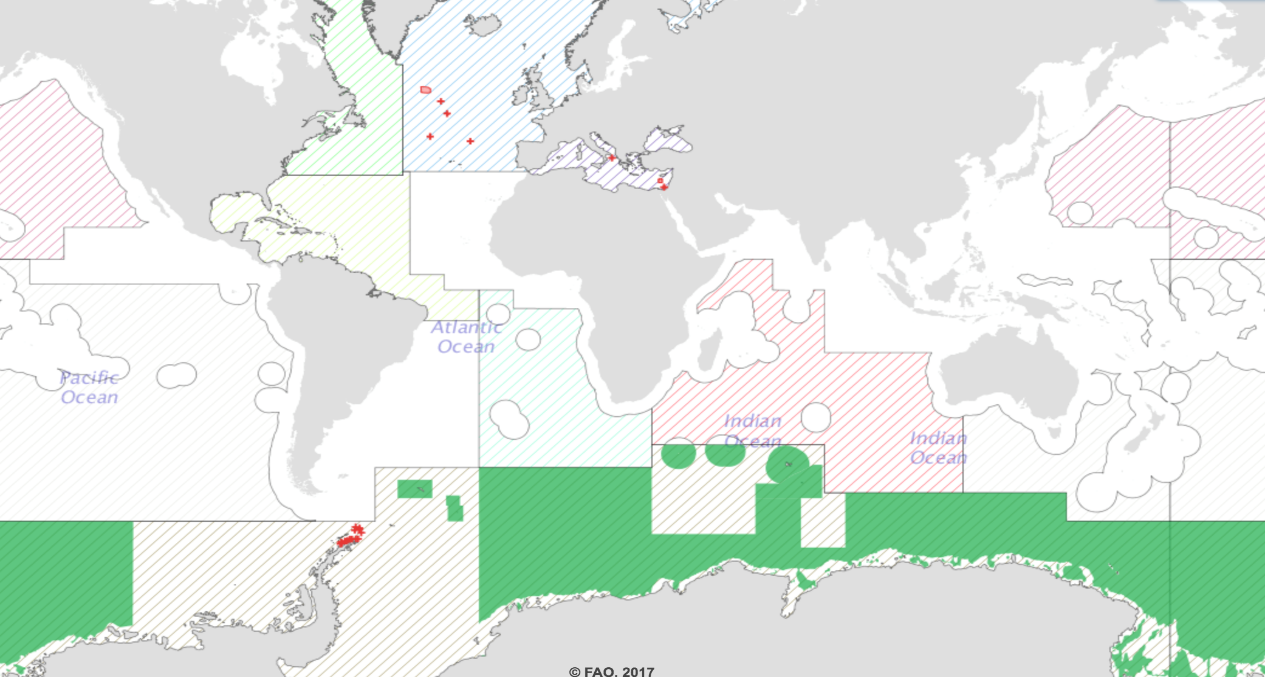 Atlantic
Ocean
Pacific
Ocean
Indian
Ocean
Indian
Ocean
© FAO, 2017